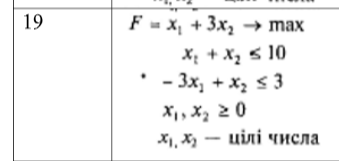 19
F = x₁ + 3x₂ → max
x₁ + x₂ ≤ 10
- 3x₁ + x₂ ≤ 3
x₁, x₂ ≥ 0
x₁, x₂ — цілі числа